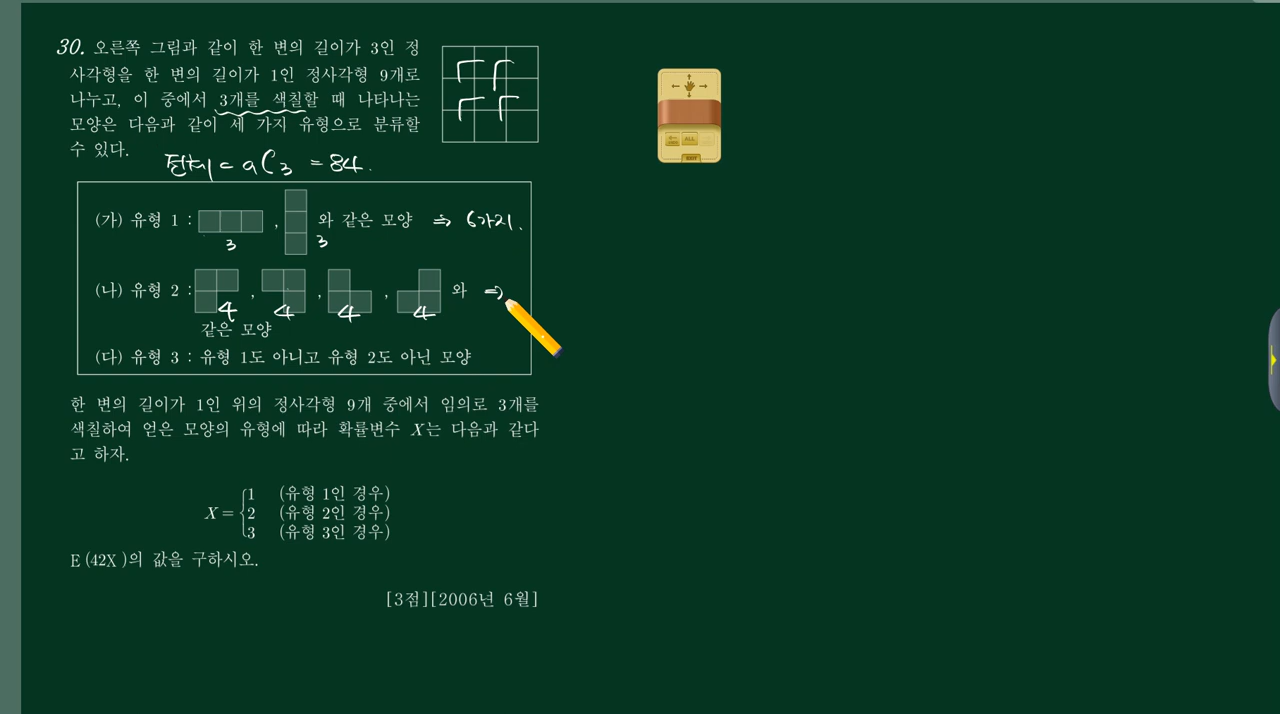 30. 오른쪽 그림과 같이 한 변의 길이가 3인 정
사각형을 한 변의 길이가 1인 정사각형 9개로
나누고, 이 중에서 3개를 색칠할 때 나타나는
모양은 다음과 같이 세 가지 유형으로 분류할
수 있다.
전체 = 9C3 = 84.
(가) 유형 1 : , 와 같은 모양 ⇒ 6가지.
3 3
(나) 유형 2 : , , , 와 ⇒
4 4 4 4
같은 모양
(다) 유형 3 : 유형 1도 아니고 유형 2도 아닌 모양
한 변의 길이가 1인 위의 정사각형 9개 중에서 임의로 3개를
색칠하여 얻은 모양의 유형에 따라 확률변수 X는 다음과 같다
고 하자.
X = { 1 (유형 1인 경우)
2 (유형 2인 경우)
3 (유형 3인 경우)
E (42X )의 값을 구하시오.
[3점][2006년 6월]
ALL
EXIT